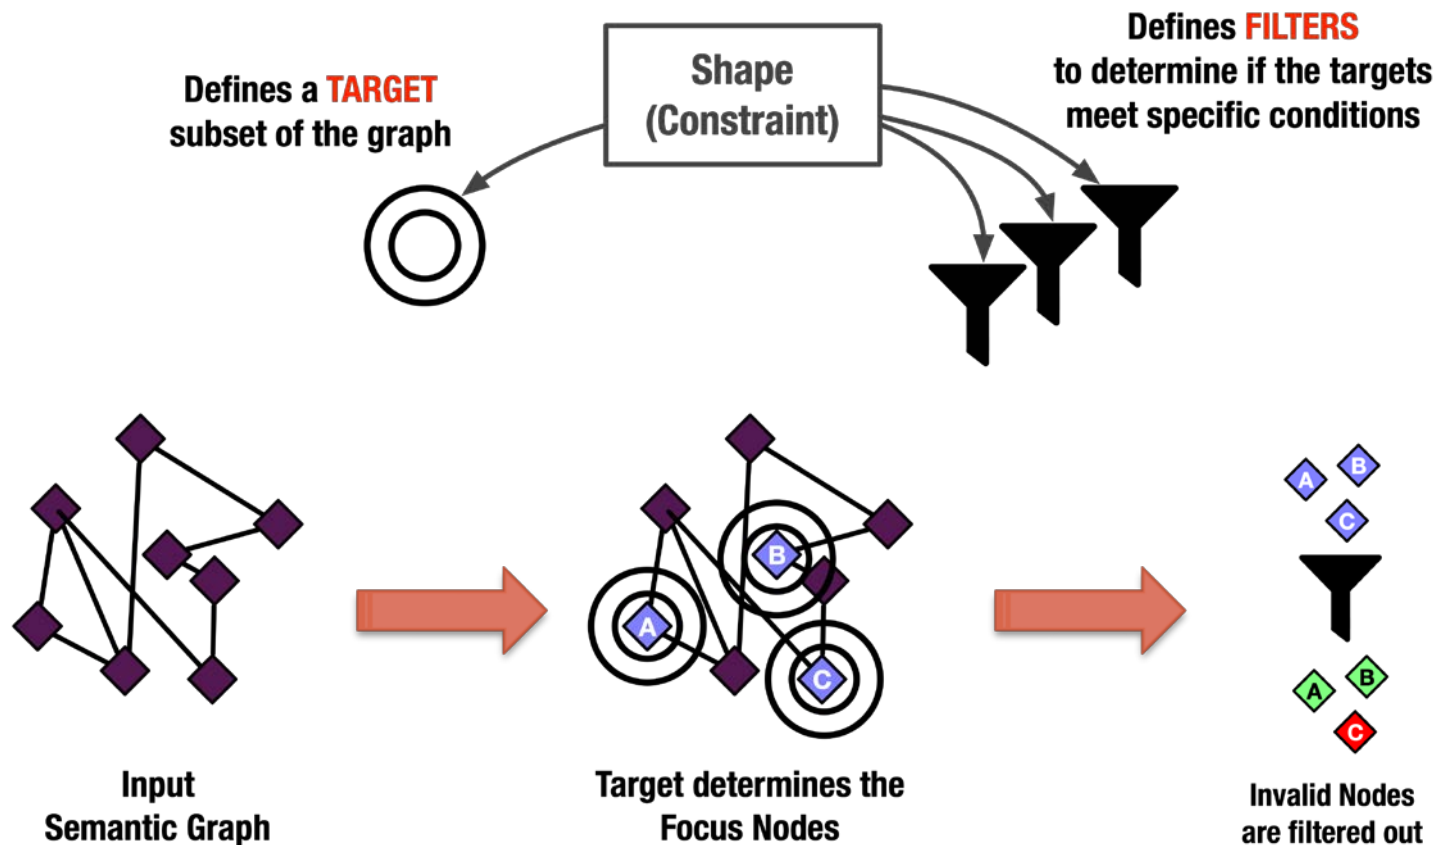 Defines a TARGET
subset of the graph
Shape
(Constraint)
Defines FILTERS
to determine if the targets
meet specific conditions
A
B
C
A
B
C
A
B
C
Input
Semantic Graph
Target determines the
Focus Nodes
Invalid Nodes
are filtered out